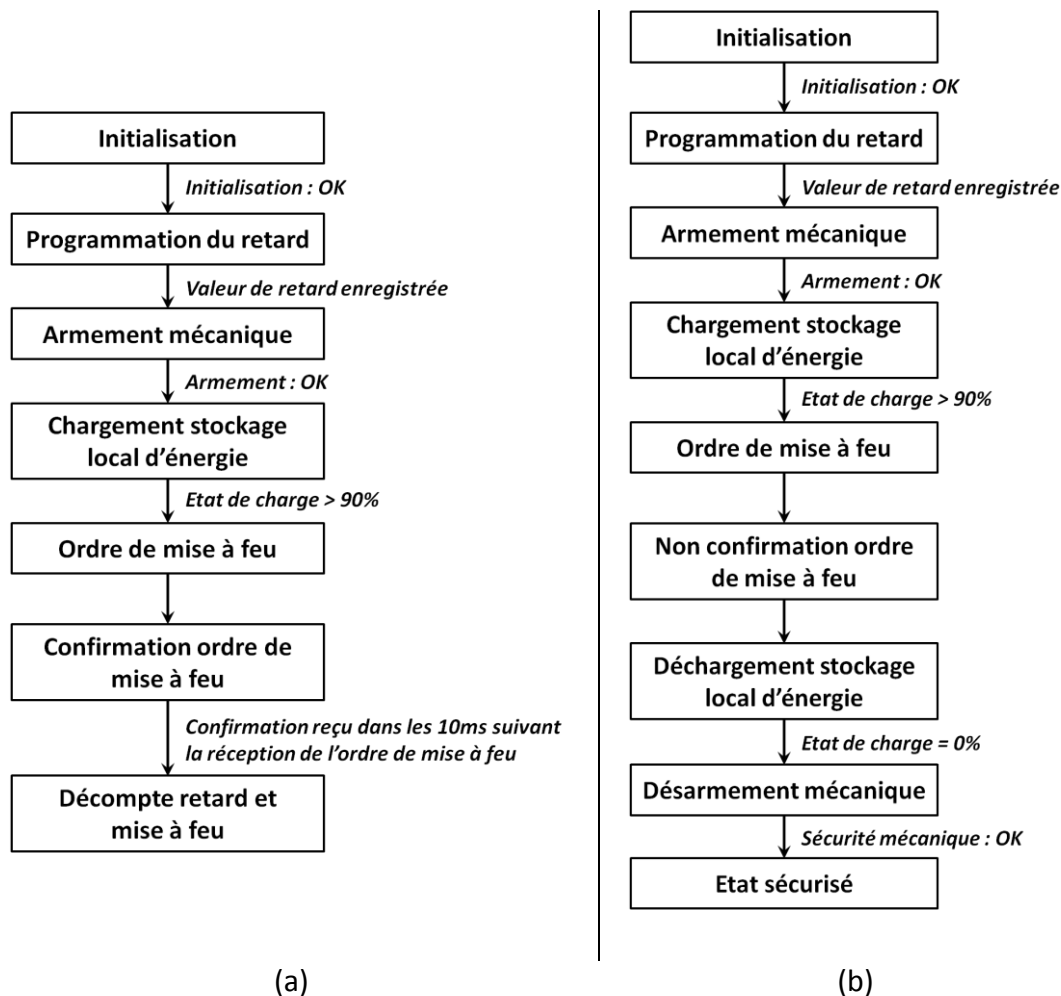 Initialisation
Initialisation : OK
Programmation du retard
Valeur de retard enregistrée
Armement mécanique
Armement : OK
Chargement stockage
local d'énergie
Etat de charge > 90%
Ordre de mise à feu
Confirmation ordre de
mise à feu
Confirmation reçu dans les 10ms suivant
la réception de l'ordre de mise à feu
Décompte retard et
mise à feu
(a)
Initialisation
Initialisation : OK
Programmation du retard
Valeur de retard enregistrée
Armement mécanique
Armement : OK
Chargement stockage
local d'énergie
Etat de charge > 90%
Ordre de mise à feu
Non confirmation ordre
de mise à feu
Déchargement stockage
local d'énergie
Etat de charge = 0%
Désarmement mécanique
Sécurité mécanique : OK
Etat sécurisé
(b)